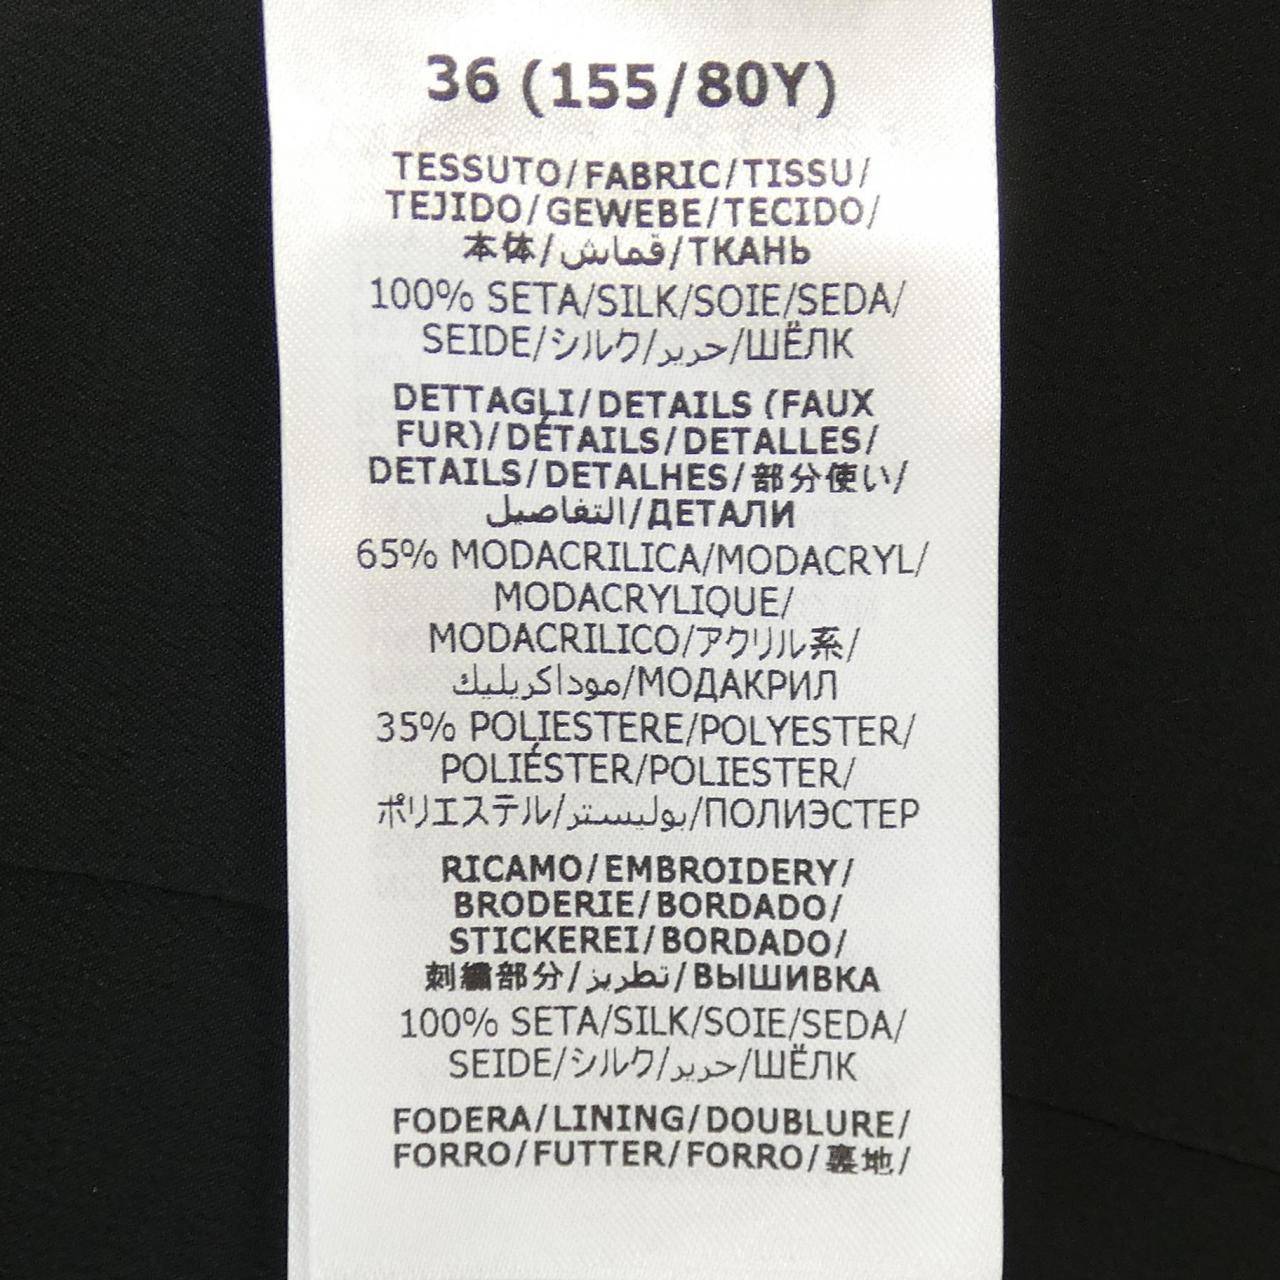 36 (155/80Y)
TESSUTO/FABRIC/TISSU/
TEJIDO/GEWEBE/TECIDO/
本体/قماش/ТКАНЬ
100% SETA/SILK/SOIE/SEDA/
SEIDE/シルク/حرير/ШЁЛК
DETTAGLI/DETAILS (FAUX
FUR)/DÉTAILS/DETALLES/
DETAILS/DETALHES/部分使い/
التفاصيل/ДЕТАЛИ
65% MODACRILICA/MODACRYL/
MODACRYLIQUE/
MODACRILICO/アクリル系/
موداكريليك/МОДАКРИЛ
35% POLIESTERE/POLYESTER/
POLIÉSTER/POLIESTER/
ポリエステル/بوليستر/ПОЛИЭСТЕР
RICAMO/EMBROIDERY/
BRODERIE/BORDADO/
STICKEREI/BORDADO/
刺繍部分/تطريز/ВЫШИВКА
100% SETA/SILK/SOIE/SEDA/
SEIDE/シルク/حرير/ШЁЛК
FODERA/LINING/DOUBLURE/
FORRO/FUTTER/FORRO/裏地/